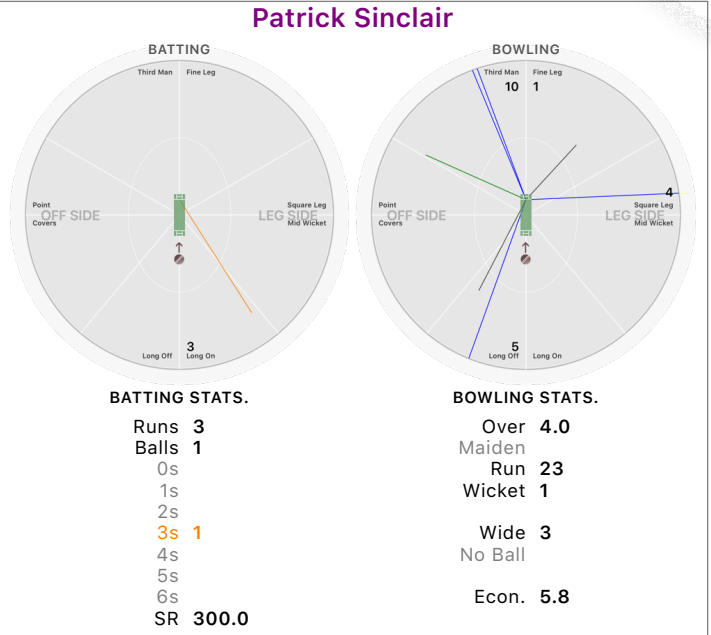 Patrick Sinclair
BATTING
Third Man Fine Leg
Point
OFF SIDE
Covers
Square Leg
LEG SIDE
Mid Wicket
3
Long Off Long On
BATTING STATS.
Runs 3
Balls 1
0s
1s
2s
3s 1
4s
5s
6s
SR 300.0
BOWLING
Third Man Fine Leg
10 1
4
Point
OFF SIDE
Covers
Square Leg
LEG SIDE
Mid Wicket
5
Long Off Long On
BOWLING STATS.
Over 4.0
Maiden
Run 23
Wicket 1
Wide 3
No Ball
Econ. 5.8